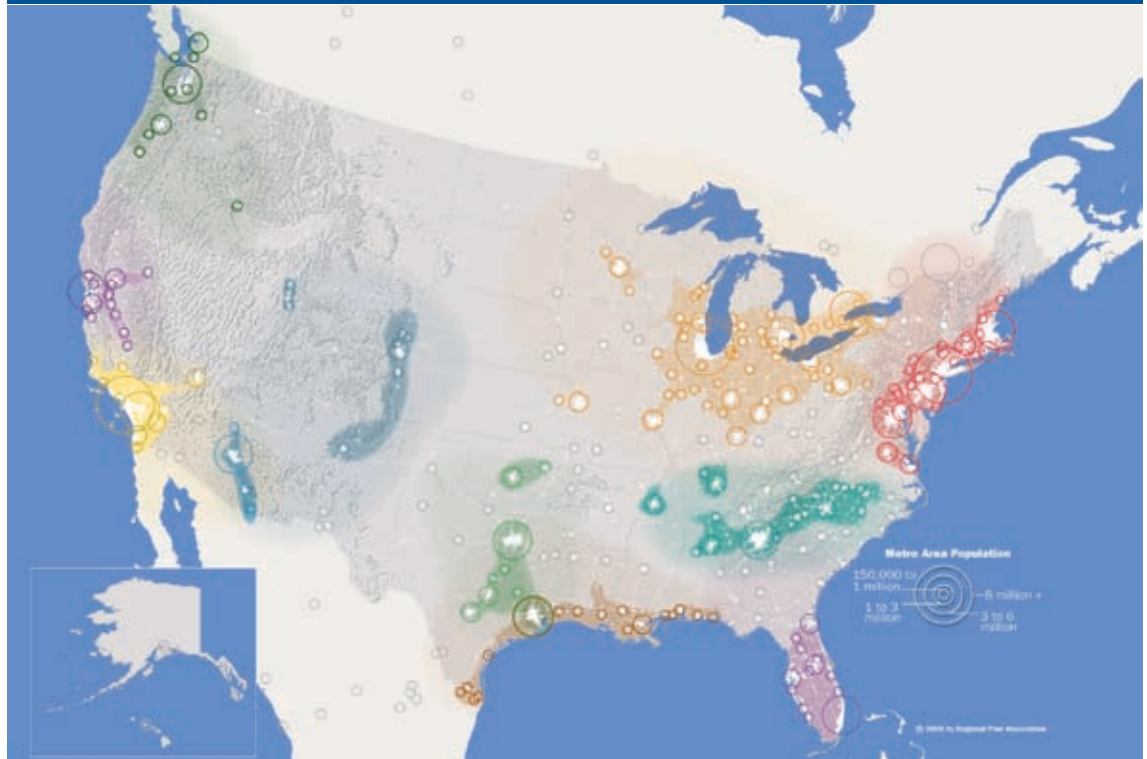 Metro Area Population
150,000 to
1 million
1 to 3
million
6 million +
3 to 6
million
© 2008 by Regional Plan Association